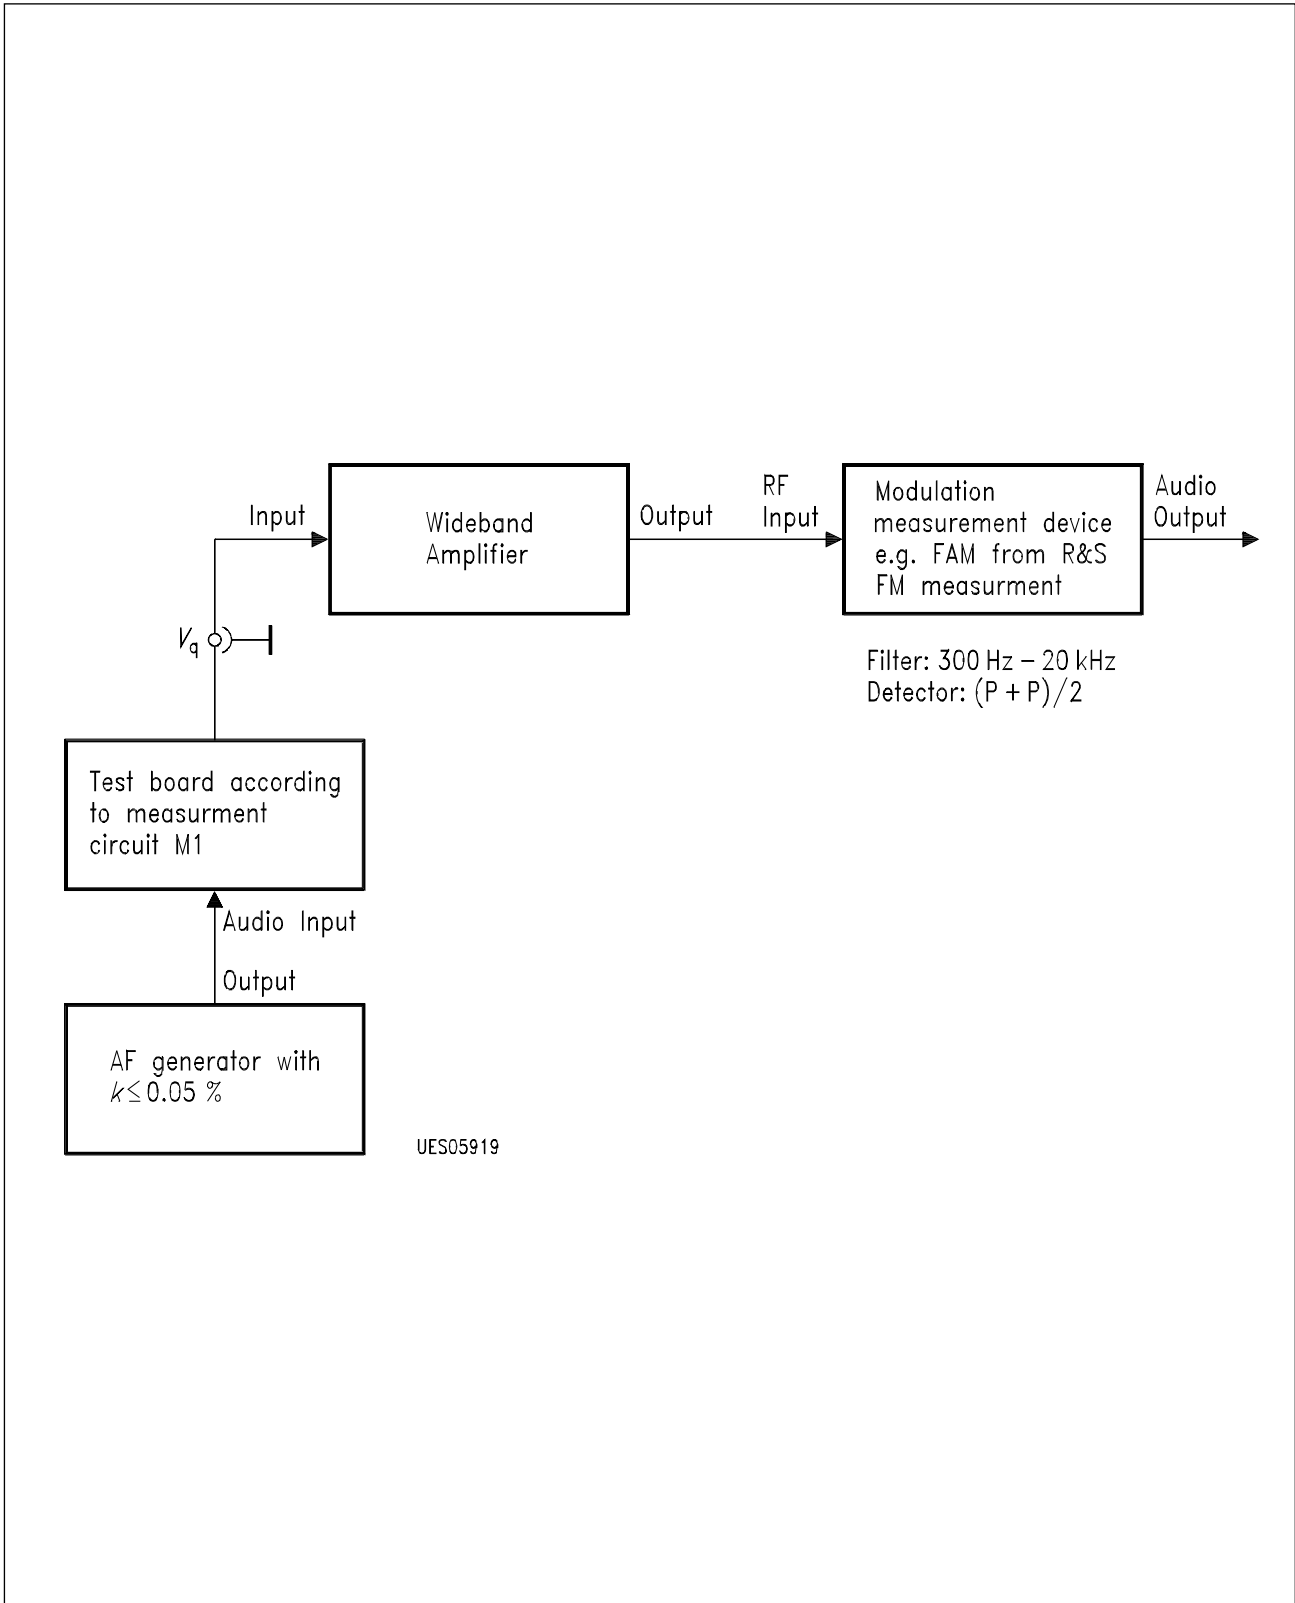 RF
Input
Modulation
measurement device
e.g. FAM from R&S
FM measurment
Audio
Output
Input
Wideband
Amplifier
Output
Vq
Filter: 300 Hz – 20 kHz
Detector: (P + P)/2
Test board according
to measurment
circuit M1
Audio Input
Output
AF generator with
k ≤ 0.05 %
UES05919